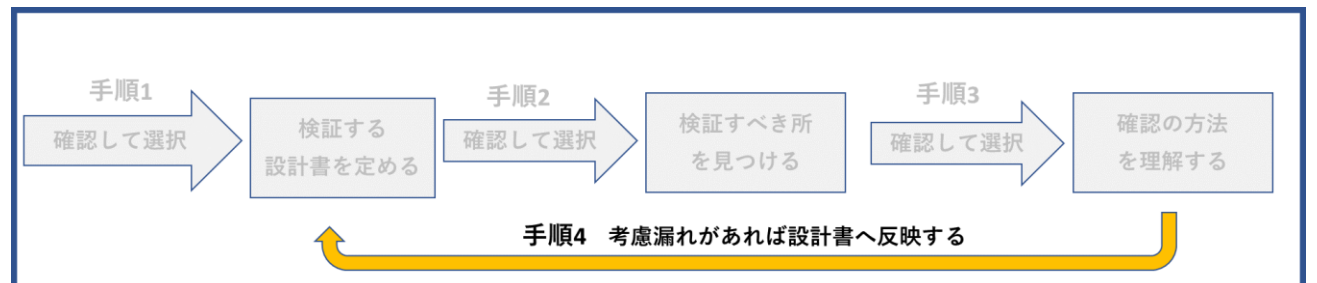 手順1
確認して選択
検証する
設計書を定める
手順2
確認して選択
検証すべき所
を見つける
手順3
確認して選択
確認の方法
を理解する
手順4 考慮漏れがあれば設計書へ反映する